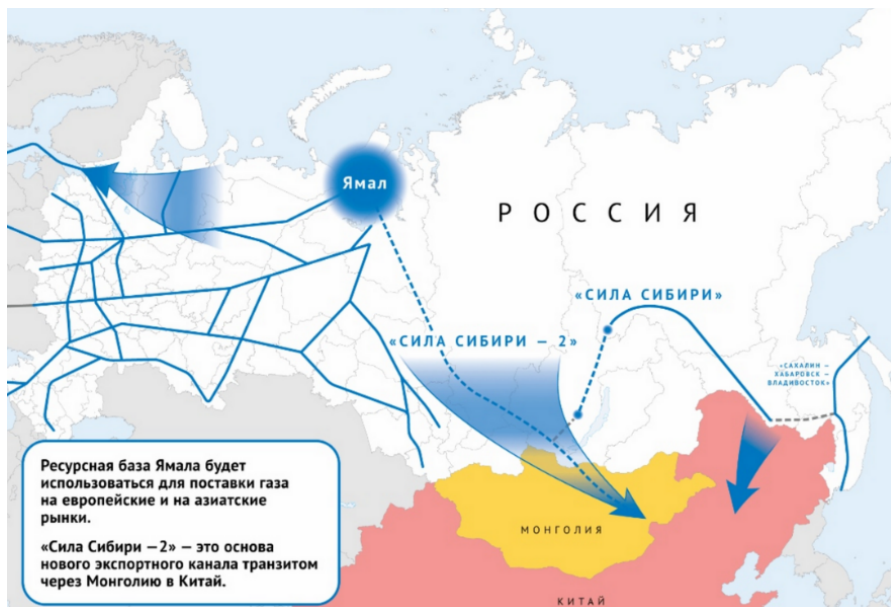 Ямал
РОССИЯ
«СИЛА СИБИРИ»
«СИЛА СИБИРИ — 2»
«САХАЛИН —
ХАБАРОВСК —
ВЛАДИВОСТОК»
Ресурсная база Ямала будет
использоваться для поставки газа
на европейские и на азиатские
рынки.
«Сила Сибири —2» — это основа
нового экспортного канала транзитом
через Монголию в Китай.
МОНГОЛИЯ
КИТАЙ